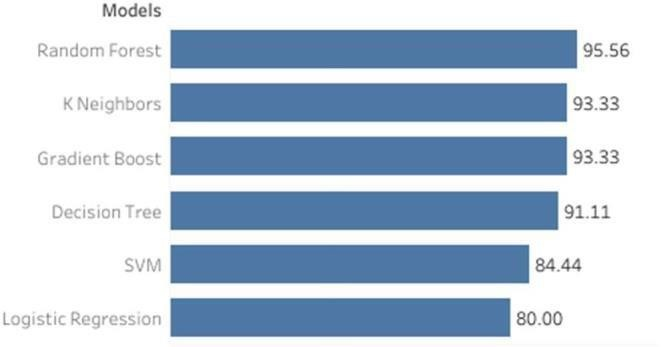 Models
Random Forest 95.56
K Neighbors 93.33
Gradient Boost 93.33
Decision Tree 91.11
SVM 84.44
Logistic Regression 80.00